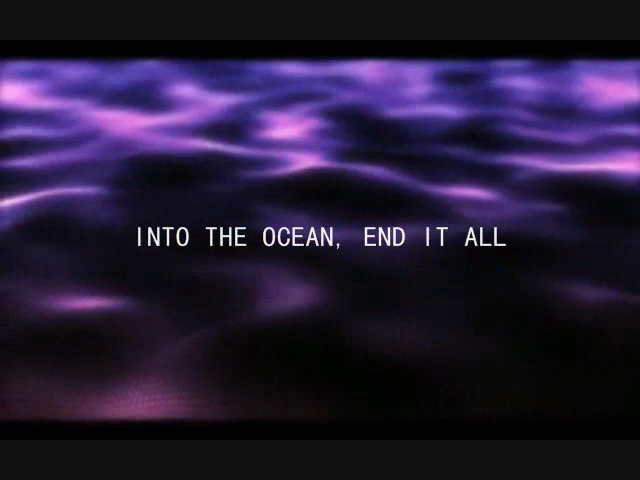 INTO THE OCEAN, END IT ALL